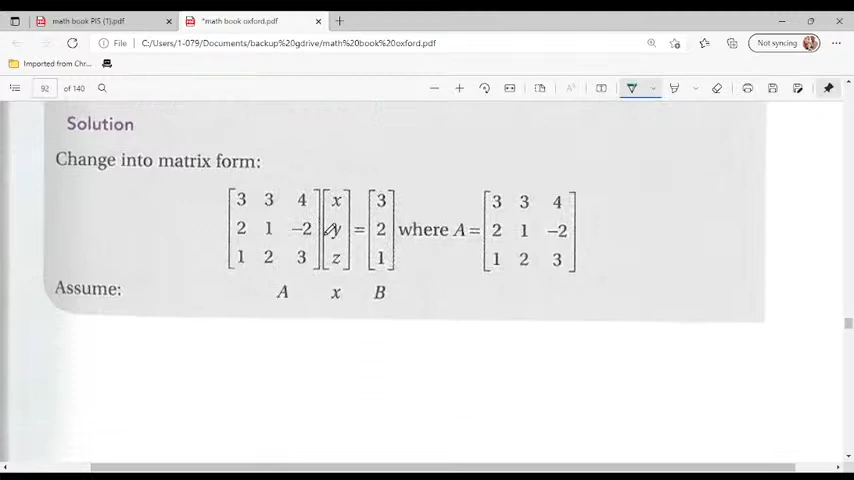 math book PIS (1).pdf
*math book oxford.pdf
File
C:/Users/1-079/Documents/backup%20gdrive/math%20book%20oxford.pdf
Not syncing
Imported from Chr...
92 of 140
Solution
Change into matrix form:
3 3 4 x 3 3 3 4
2 1 -2 y = 2 where A = 2 1 -2
1 2 3 z 1 1 2 3
Assume: A x B